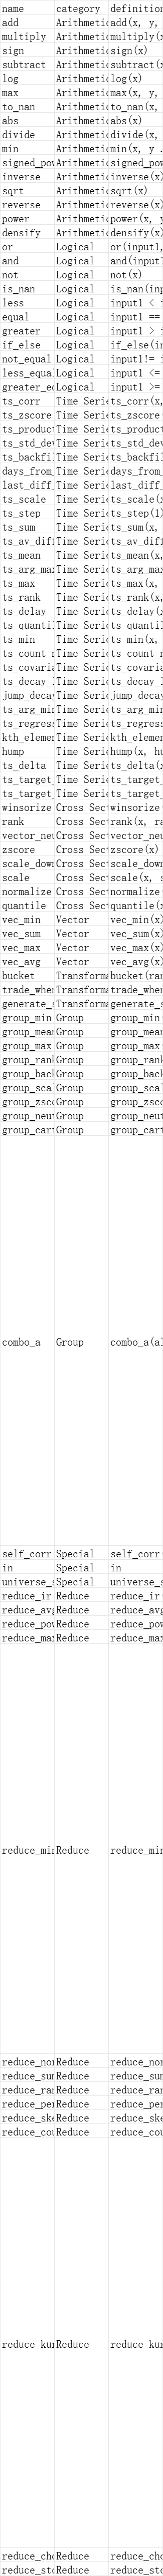 name category definition
add Arithmetic add(x, y,
multiply Arithmetic multiply(x
sign Arithmetic sign(x)
subtract Arithmetic subtract(x
log Arithmetic log(x)
max Arithmetic max(x, y,
to_nan Arithmetic to_nan(x,
abs Arithmetic abs(x)
divide Arithmetic divide(x,
min Arithmetic min(x, y .
signed_pow Arithmetic signed_pow
inverse Arithmetic inverse(x)
sqrt Arithmetic sqrt(x)
reverse Arithmetic reverse(x)
power Arithmetic power(x, y
densify Arithmetic densify(x)
or Logical or(input1,
and Logical and(input1
not Logical not(x)
is_nan Logical is_nan(inp
less Logical input1 < i
equal Logical input1 ==
greater Logical input1 > i
if_else Logical if_else(in
not_equal Logical input1!= i
less_equal Logical input1 <=
greater_eq Logical input1 >=
ts_corr Time Serie ts_corr(x,
ts_zscore Time Serie ts_zscore
ts_product Time Serie ts_product
ts_std_dev Time Serie ts_std_dev
ts_backfil Time Serie ts_backfil
days_from_ Time Serie days_from_
last_diff_ Time Serie last_diff_
ts_scale Time Serie ts_scale(x
ts_step Time Serie ts_step(1)
ts_sum Time Serie ts_sum(x,
ts_av_diff Time Serie ts_av_diff
ts_mean Time Serie ts_mean(x,
ts_arg_max Time Serie ts_arg_max
ts_max Time Serie ts_max(x,
ts_rank Time Serie ts_rank(x,
ts_delay Time Serie ts_delay(x
ts_quantil Time Serie ts_quantil
ts_min Time Serie ts_min(x,
ts_count_n Time Serie ts_count_n
ts_covaria Time Serie ts_covaria
ts_decay_l Time Serie ts_decay_l
jump_decay Time Serie jump_decay
ts_arg_min Time Serie ts_arg_min
ts_regress Time Serie ts_regress
kth_elemen Time Serie kth_elemen
hump Time Serie hump(x, hu
ts_delta Time Serie ts_delta(x
ts_target_ Time Serie ts_target_
ts_target_ Time Serie ts_target_
winsorize Cross Sect winsorize
rank Cross Sect rank(x, ra
vector_neu Cross Sect vector_neu
zscore Cross Sect zscore(x)
scale_down Cross Sect scale_down
scale Cross Sect scale(x, s
normalize Cross Sect normalize
quantile Cross Sect quantile(x
vec_min Vector vec_min(x)
vec_sum Vector vec_sum(x)
vec_max Vector vec_max(x)
vec_avg Vector vec_avg(x)
bucket Transforma bucket(ran
trade_when Transforma trade_when
generate_s Transforma generate_s
group_min Group group_min
group_mean Group group_mean
group_max Group group_max
group_rank Group group_rank
group_back Group group_back
group_scal Group group_scal
group_zsco Group group_zsco
group_neut Group group_neut
group_cart Group group_cart
combo_a Group combo_a(al
self_corr Special self_corr
in Special in
universe_s Special universe_s
reduce_ir Reduce reduce_ir
reduce_avg Reduce reduce_avg
reduce_pow Reduce reduce_pow
reduce_max Reduce reduce_max
reduce_min Reduce reduce_min
reduce_nor Reduce reduce_nor
reduce_sum Reduce reduce_sum
reduce_ran Reduce reduce_ran
reduce_per Reduce reduce_per
reduce_ske Reduce reduce_ske
reduce_cou Reduce reduce_cou
reduce_kur Reduce reduce_kur
reduce_cho Reduce reduce_cho
reduce_std Reduce reduce_std